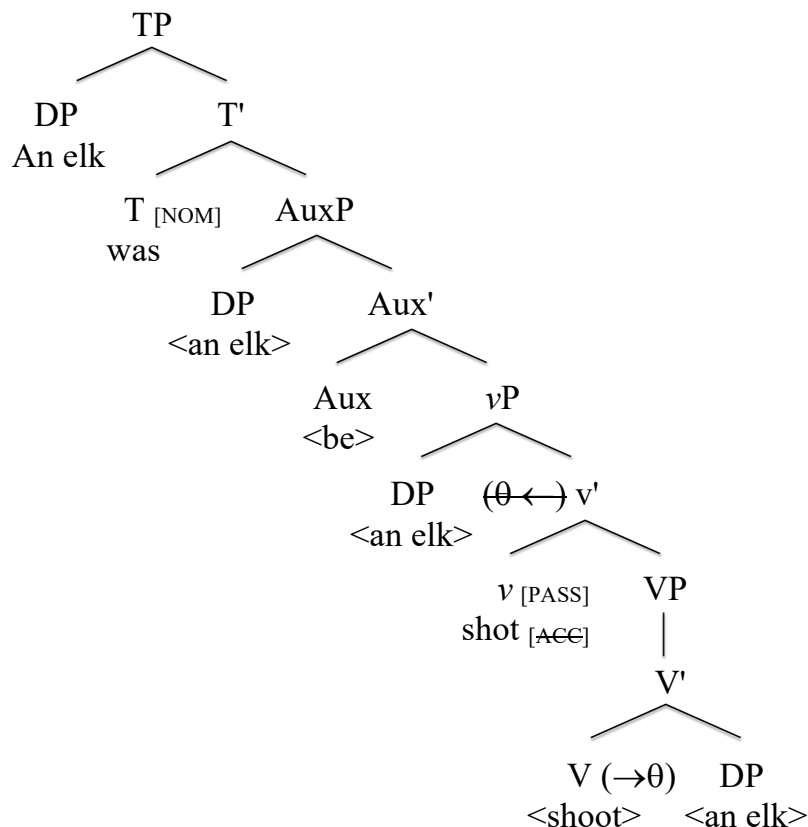 TP
DP T'
An elk
T [NOM] AuxP
was
DP Aux'
<an elk>
Aux vP
<be>
DP (θ ←) v'
<an elk>
v [PASS] VP
shot [ACC]
V'
V (→θ) DP
<shoot> <an elk>